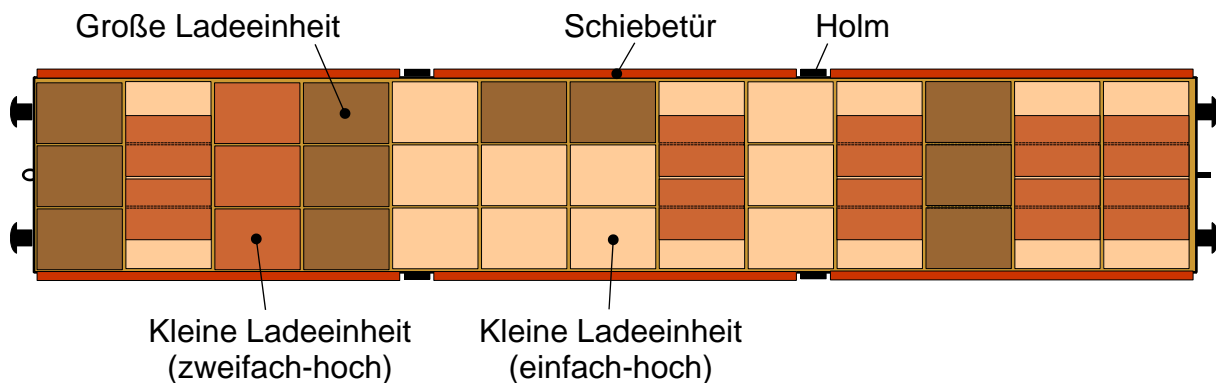 Große Ladeeinheit
Schiebetür
Holm
Kleine Ladeeinheit
(zweifach-hoch)
Kleine Ladeeinheit
(einfach-hoch)